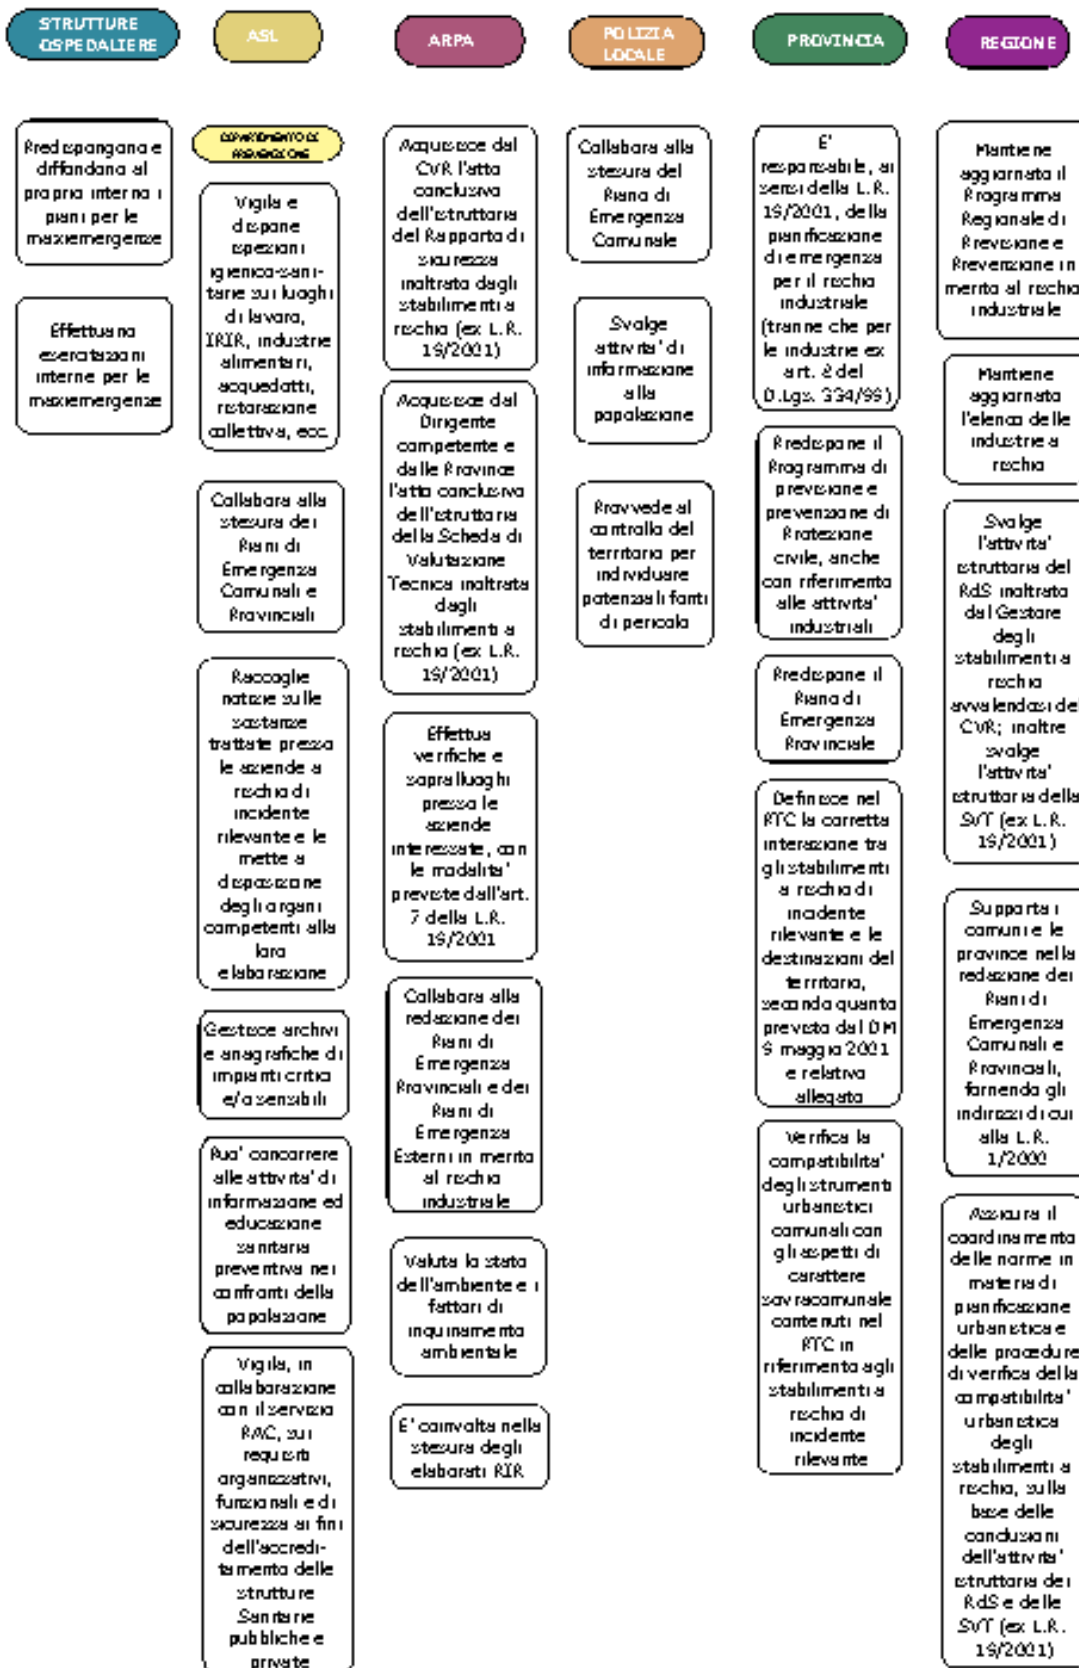 STRUTTURE
OSPEDALIERE
Predispongono e
diffondono al
proprio interno i
piani per le
maxiemergenze
Effettuano
esercitazioni
interne per le
maxiemergenze
ASL
DIPARTIMENTO DI
PREVENZIONE
Vigila e
dispone
ispezioni
igienico-sani-
tarie sui luoghi
di lavoro,
IRIR, industrie
alimentari,
acquedotti,
ristorazione
collettiva, ecc.
Collabora alla
stesura dei
Piani di
Emergenza
Comunali e
Provinciali
Raccoglie
notizie sulle
sostanze
trattate presso
le aziende a
rischio di
incidente
rilevante e le
mette a
disposizione
degli organi
competenti alla
loro
elaborazione
Gestisce archivi
e anagrafiche di
impianti critici
e/o sensibili
Puo' concorrere
alle attivita' di
informazione ed
educazione
sanitaria
preventiva nei
confronti della
popolazione
Vigila, in
collaborazione
con il servizio
PAC, sui
requisiti
organizzativi,
funzionali e di
sicurezza ai fini
dell'accredi-
tamento delle
strutture
Sanitarie
pubbliche e
private
ARPA
Acquisisce dal
CVR l'atto
conclusivo
dell'istruttoria
del Rapporto di
sicurezza
inoltrato dagli
stabilimenti a
rischio (ex L.R.
19/2001)
Acquisisce dal
Dirigente
competente e
dalle Province
l'atto conclusivo
dell'istruttoria
della Scheda di
Valutazione
Tecnica inoltrata
dagli
stabilimenti a
rischio (ex L.R.
19/2001)
Effettua
verifiche e
sopralluoghi
presso le
aziende
interessate, con
le modalita'
previste dall'art.
7 della L.R.
19/2001
Collabora alla
redazione dei
Piani di
Emergenza
Provinciali e dei
Piani di
Emergenza
Esterni in merito
al rischio
industriale
Valuta lo stato
dell'ambiente e i
fattori di
inquinamento
ambientale
E' coinvolta nella
stesura degli
elaborati RIR
POLIZIA
LOCALE
Collabora alla
stesura del
Piano di
Emergenza
Comunale
Svolge
attivita' di
informazione
alla
popolazione
Provvede al
controllo del
territorio per
individuare
potenziali fonti
di pericolo
PROVINCIA
E'
responsabile, ai
sensi della L.R.
19/2001, della
pianificazione
di emergenza
per il rischio
industriale
(tranne che per
le industrie ex
art. 8 del
D.Lgs. 334/99)
Predispone il
Programma di
previsione e
prevenzione di
Protezione
civile, anche
con riferimento
alle attivita'
industriali
Predispone il
Piano di
Emergenza
Provinciale
Definisce nel
PTC la corretta
interazione tra
gli stabilimenti
a rischio di
incidente
rilevante e le
destinazioni del
territorio,
secondo quanto
previsto dal DM
9 maggio 2001
e relativo
allegato
Verifica la
compatibilita'
degli strumenti
urbanistici
comunali con
gli aspetti di
carattere
sovracomunale
contenuti nel
PTC in
riferimento agli
stabilimenti a
rischio di
incidente
rilevante
REGIONE
Mantiene
aggiornato il
Programma
Regionale di
Previsione e
Prevenzione in
merito al rischio
industriale
Mantiene
aggiornato
l'elenco delle
industrie a
rischio
Svolge
l'attivita'
istruttoria del
RdS inoltrato
dal Gestore
degli
stabilimenti a
rischio
avvalendosi del
CVR; inoltre
svolge
l'attivita'
istruttoria della
SVT (ex L.R.
19/2001)
Supporta i
comuni e le
province nella
redazione dei
Piani di
Emergenza
Comunali e
Provinciali,
fornendo gli
indirizzi di cui
alla L.R.
1/2000
Assicura il
coordinamento
delle norme in
materia di
pianificazione
urbanistica e
delle procedure
di verifica della
compatibilita'
urbanistica
degli
stabilimenti a
rischio, sulla
base delle
conclusioni
dell'attivita'
istruttoria dei
RdS e delle
SVT (ex L.R.
19/2001)